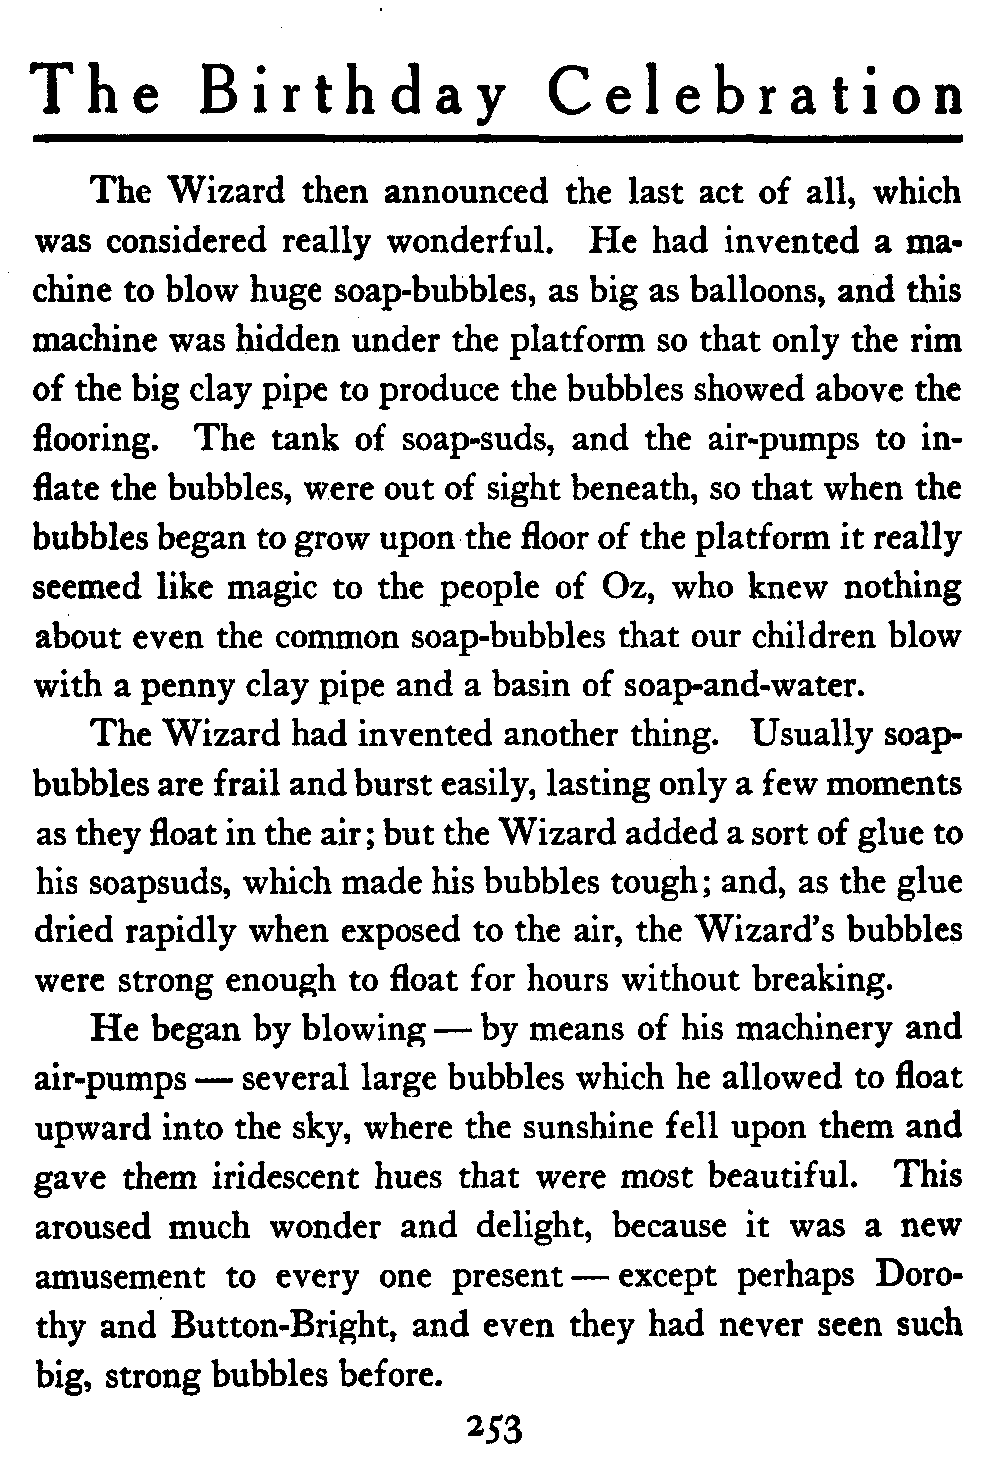 The Birthday Celebration
The Wizard then announced the last act of all, which
was considered really wonderful. He had invented a ma-
chine to blow huge soap-bubbles, as big as balloons, and this
machine was hidden under the platform so that only the rim
of the big clay pipe to produce the bubbles showed above the
flooring. The tank of soap-suds, and the air-pumps to in-
flate the bubbles, were out of sight beneath, so that when the
bubbles began to grow upon the floor of the platform it really
seemed like magic to the people of Oz, who knew nothing
about even the common soap-bubbles that our children blow
with a penny clay pipe and a basin of soap-and-water.
The Wizard had invented another thing. Usually soap-
bubbles are frail and burst easily, lasting only a few moments
as they float in the air; but the Wizard added a sort of glue to
his soapsuds, which made his bubbles tough; and, as the glue
dried rapidly when exposed to the air, the Wizard's bubbles
were strong enough to float for hours without breaking.
He began by blowing — by means of his machinery and
air-pumps — several large bubbles which he allowed to float
upward into the sky, where the sunshine fell upon them and
gave them iridescent hues that were most beautiful. This
aroused much wonder and delight, because it was a new
amusement to every one present — except perhaps Doro-
thy and Button-Bright, and even they had never seen such
big, strong bubbles before.
253